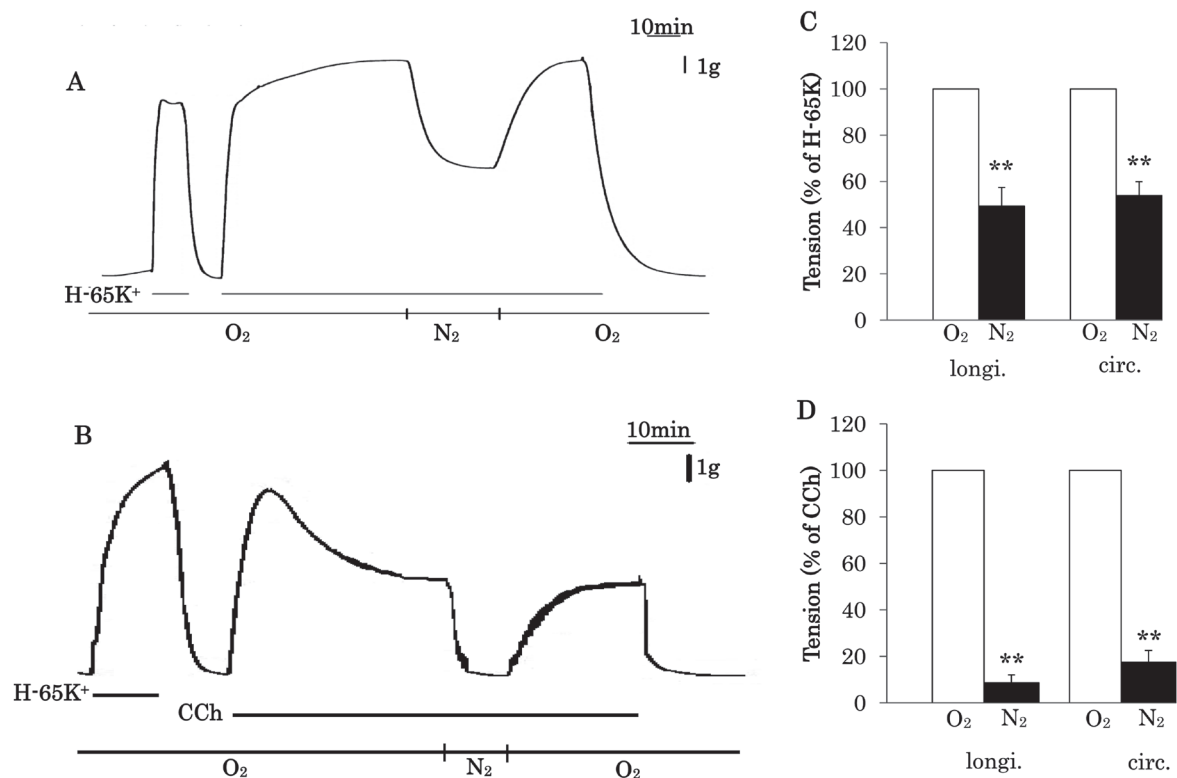 A
10min
1g
H-65K+
O2
N2
O2
B
10min
1g
H-65K+
CCh
O2
N2
O2
C
Tension (% of H-65K)
120
100
80
60
40
20
0
**
**
O2 N2 O2 N2
longi. circ.
D
Tension (% of CCh)
120
100
80
60
40
20
0
**
**
O2 N2 O2 N2
longi. circ.